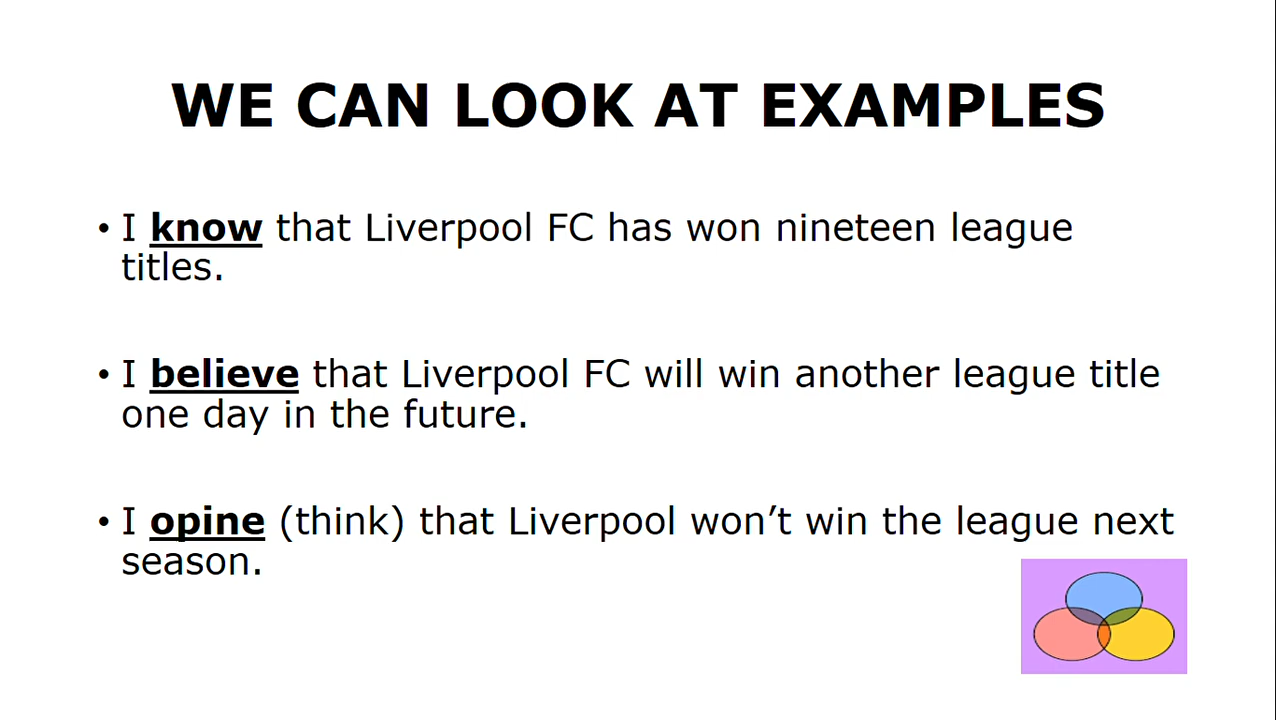 WE CAN LOOK AT EXAMPLES
• I know that Liverpool FC has won nineteen league
titles.
• I believe that Liverpool FC will win another league title
one day in the future.
• I opine (think) that Liverpool won’t win the league next
season.